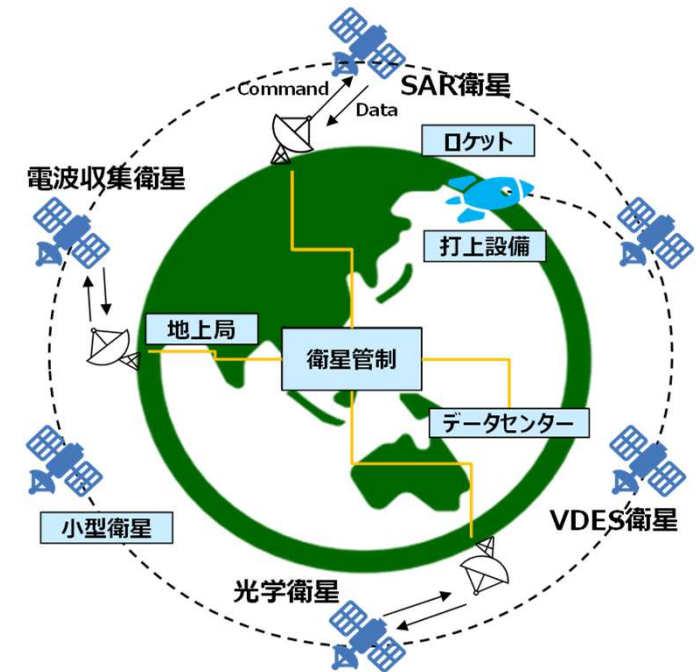 SAR衛星
Command
Data
ロケット
電波収集衛星
打上設備
地上局
衛星管制
データセンター
VDES衛星
小型衛星
光学衛星